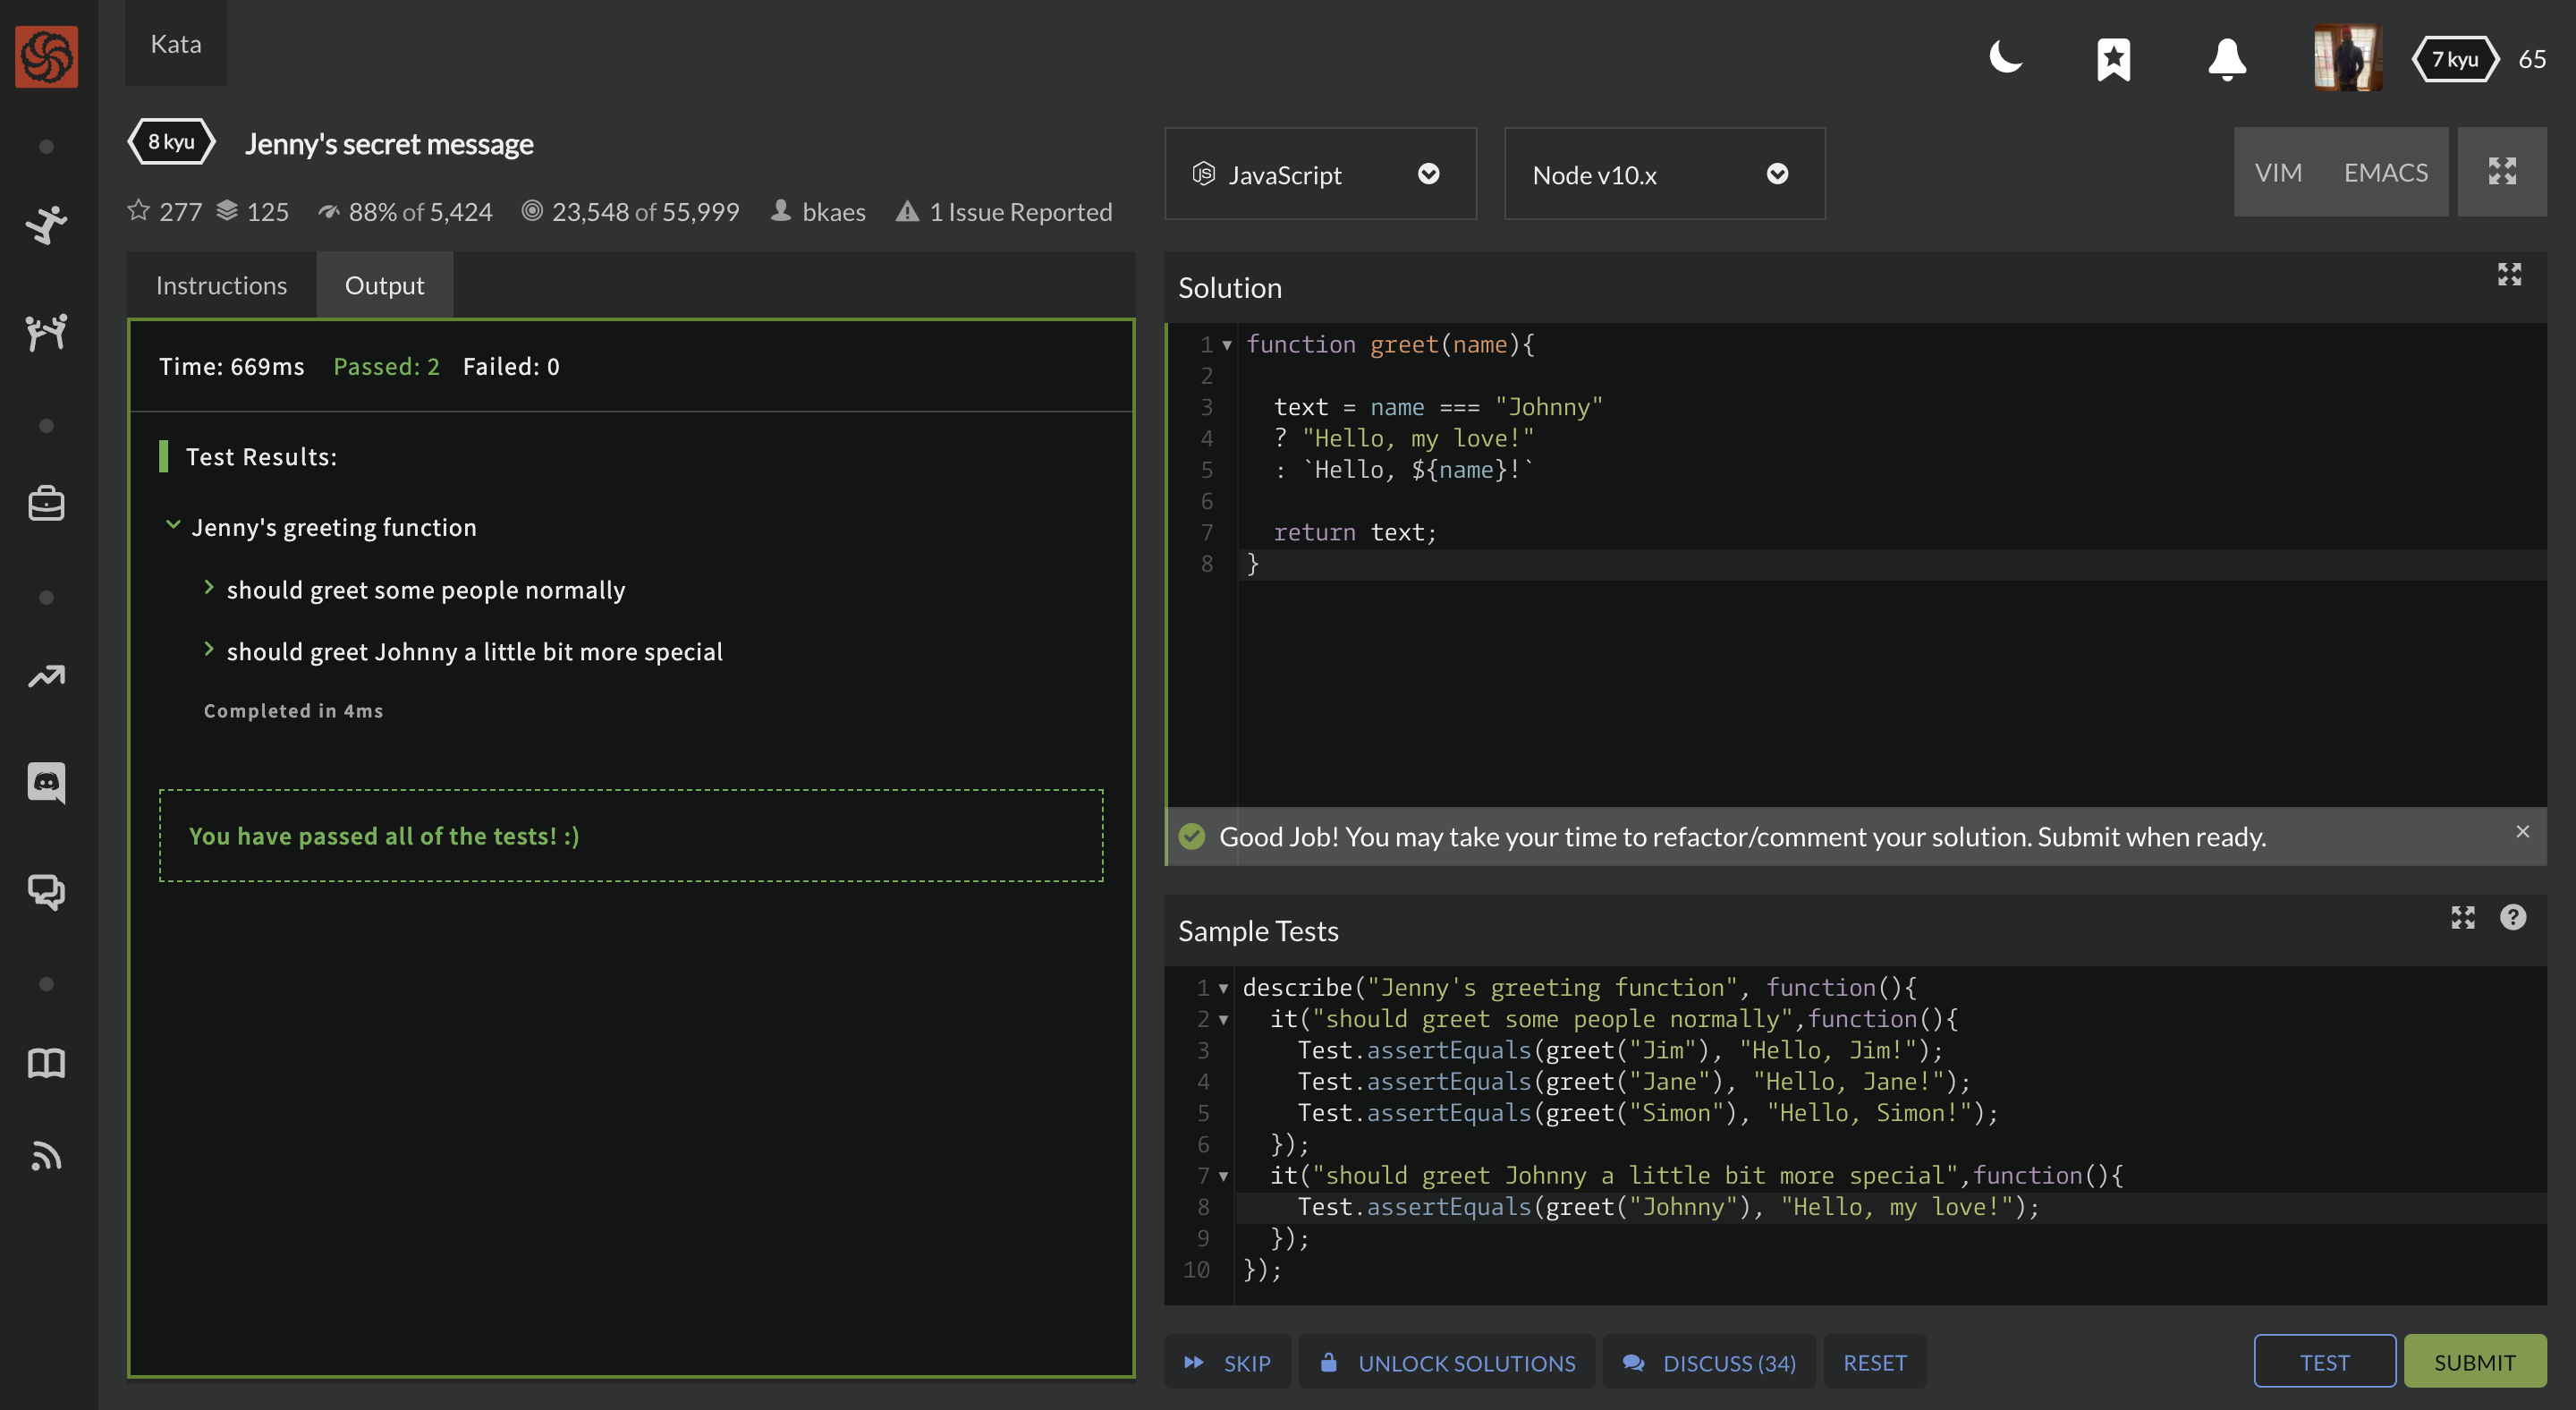 Kata
7 kyu 65
8 kyu Jenny's secret message
277 125 88% of 5,424 23,548 of 55,999 bkaes 1 Issue Reported
JS JavaScript
Node v10.x
VIM EMACS
Instructions Output
Time: 669ms Passed: 2 Failed: 0
Test Results:
Jenny's greeting function
should greet some people normally
should greet Johnny a little bit more special
Completed in 4ms
You have passed all of the tests! :)
Solution
1 function greet(name){
2
3 text = name === "Johnny"
4 ? "Hello, my love!"
5 : `Hello, ${name}!`
6
7 return text;
8 }
Good Job! You may take your time to refactor/comment your solution. Submit when ready.
Sample Tests
1 describe("Jenny's greeting function", function(){
2 it("should greet some people normally",function(){
3 Test.assertEquals(greet("Jim"), "Hello, Jim!");
4 Test.assertEquals(greet("Jane"), "Hello, Jane!");
5 Test.assertEquals(greet("Simon"), "Hello, Simon!");
6 });
7 it("should greet Johnny a little bit more special",function(){
8 Test.assertEquals(greet("Johnny"), "Hello, my love!");
9 });
10 });
SKIP UNLOCK SOLUTIONS DISCUSS (34) RESET TEST SUBMIT